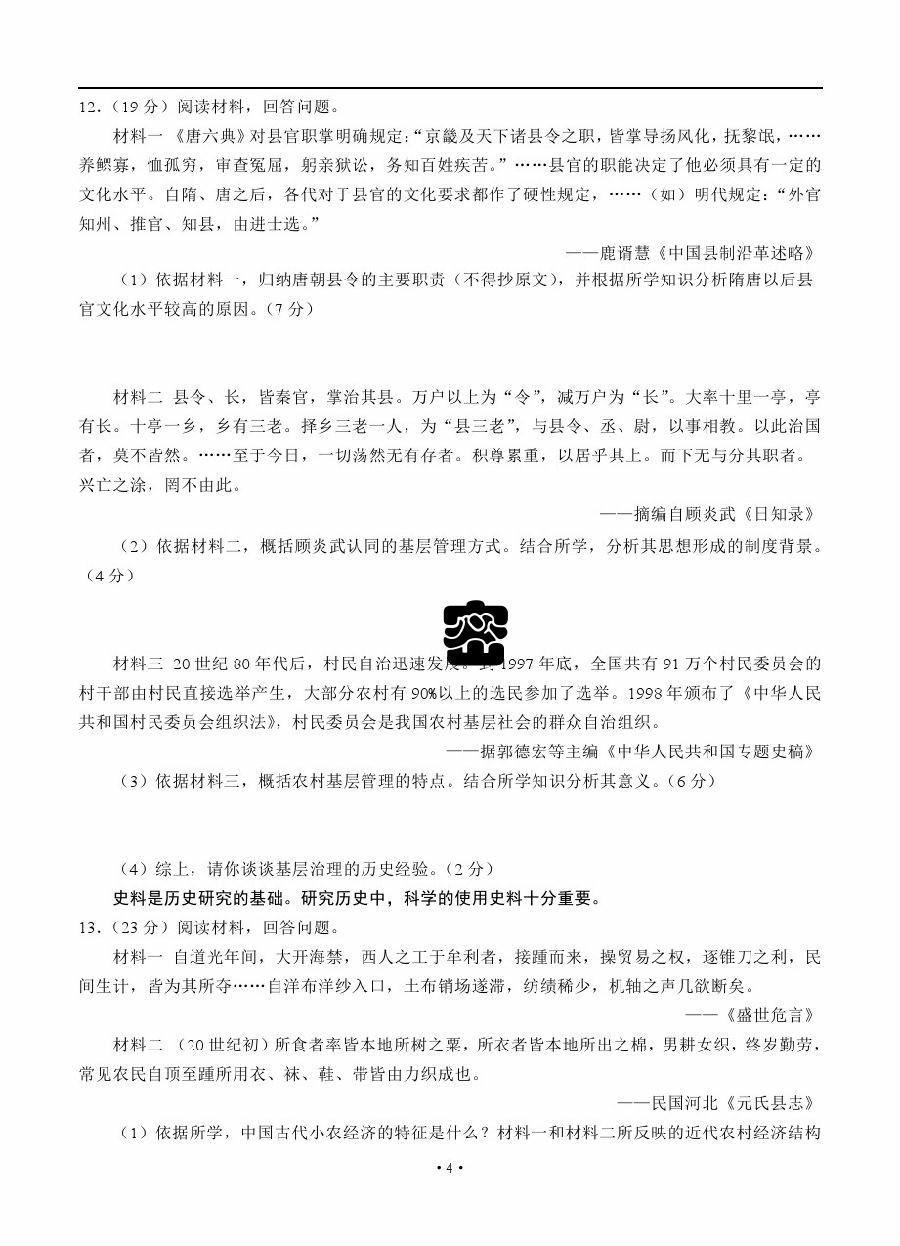 12.（19 分）阅读材料，回答问题。
材料一 《唐六典》对县官职掌明确规定：“京畿及天下诸县令之职，皆掌导扬风化，抚黎氓，……
养鳏寡，恤孤穷，审查冤屈，躬亲狱讼，务知百姓疾苦。”……县官的职能决定了他必须具有一定的
文化水平。自隋、唐之后，各代对于县官的文化要求都作了硬性规定，……（如）明代规定：“外官
知州、推官、知县，由进士选。”
——鹿谞慧《中国县制沿革述略》
（1）依据材料一，归纳唐朝县令的主要职责（不得抄原文），并根据所学知识分析隋唐以后县
官文化水平较高的原因。（7 分）
材料二 县令、长，皆秦官，掌治其县。万户以上为“令”，减万户为“长”。大率十里一亭，亭
有长。十亭一乡，乡有三老。择乡三老一人，为“县三老”，与县令、丞、尉，以事相教。以此治国
者，莫不皆然。……至于今日，一切荡然无有存者。积尊累重，以居乎其上。而下无与分其职者。
兴亡之涂，罔不由此。
——摘编自顾炎武《日知录》
（2）依据材料二，概括顾炎武认同的基层管理方式。结合所学，分析其思想形成的制度背景。
（4 分）
材料三 20 世纪 80 年代后，村民自治迅速发展。到 1997 年底，全国共有 91 万个村民委员会的
村干部由村民直接选举产生，大部分农村有 90%以上的选民参加了选举。1998 年颁布了《中华人民
共和国村民委员会组织法》，村民委员会是我国农村基层社会的群众自治组织。
——据郭德宏等主编《中华人民共和国专题史稿》
（3）依据材料三，概括农村基层管理的特点。结合所学知识分析其意义。（6 分）
（4）综上，请你谈谈基层治理的历史经验。（2 分）
史料是历史研究的基础。研究历史中，科学的使用史料十分重要。
13.（23 分）阅读材料，回答问题。
材料一 自道光年间，大开海禁，西人之工于牟利者，接踵而来，操贸易之权，逐锥刀之利，民
间生计，皆为其所夺……自洋布洋纱入口，土布销场遂滞，纺绩稀少，机轴之声几欲断矣。
——《盛世危言》
材料二 （20 世纪初）所食者率皆本地所树之粟，所衣者皆本地所出之棉，男耕女织，终岁勤劳，
常见农民自顶至踵所用衣、袜、鞋、带皆由力织成也。
——民国河北《元氏县志》
（1）依据所学，中国古代小农经济的特征是什么？材料一和材料二所反映的近代农村经济结构
·4·